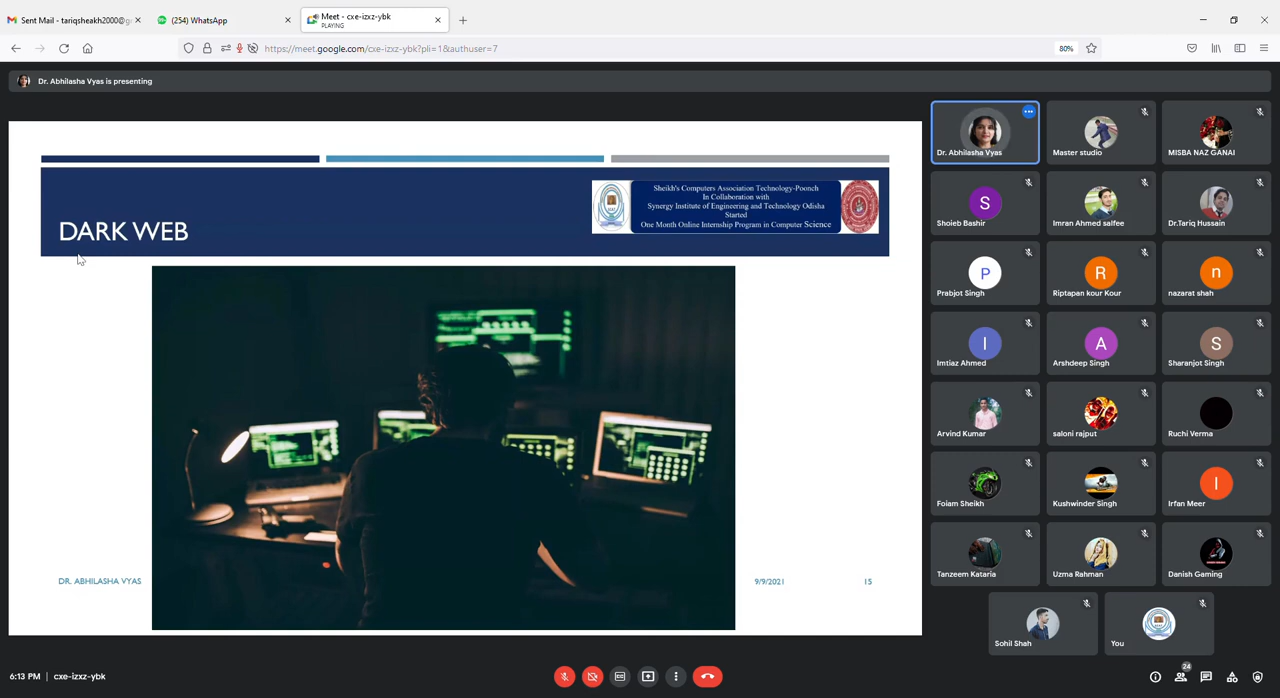 Sent Mail - tariqsheakh2000@g
(254) WhatsApp
Meet - cxe-izxz-ybk
PLAYING
https://meet.google.com/cxe-izxz-ybk?pli=1&authuser=7
80%
Dr. Abhilasha Vyas is presenting
DARK WEB
Sheikh's Computers Association Technology-Poonch
In Collaboration with
Synergy Institute of Engineering and Technology Odisha
Started
One Month Online Internship Program in Computer Science
DR. ABHILASHA VYAS
9/9/2021
15
Dr. Abhilasha Vyas
Master studio
MISBA NAZ GANAI
S
Shoieb Bashir
Imran Ahmed salfee
Dr.Tariq Hussain
P
Prabjot Singh
R
Riptapan kour Kour
n
nazarat shah
I
Imtiaz Ahmed
A
Arshdeep Singh
S
Sharanjot Singh
Arvind Kumar
saloni rajput
Ruchi Verma
Foiam Sheikh
Kushwinder Singh
I
Irfan Meer
Tanzeem Kataria
Uzma Rahman
Danish Gaming
Sohil Shah
You
6:13 PM | cxe-izxz-ybk
24